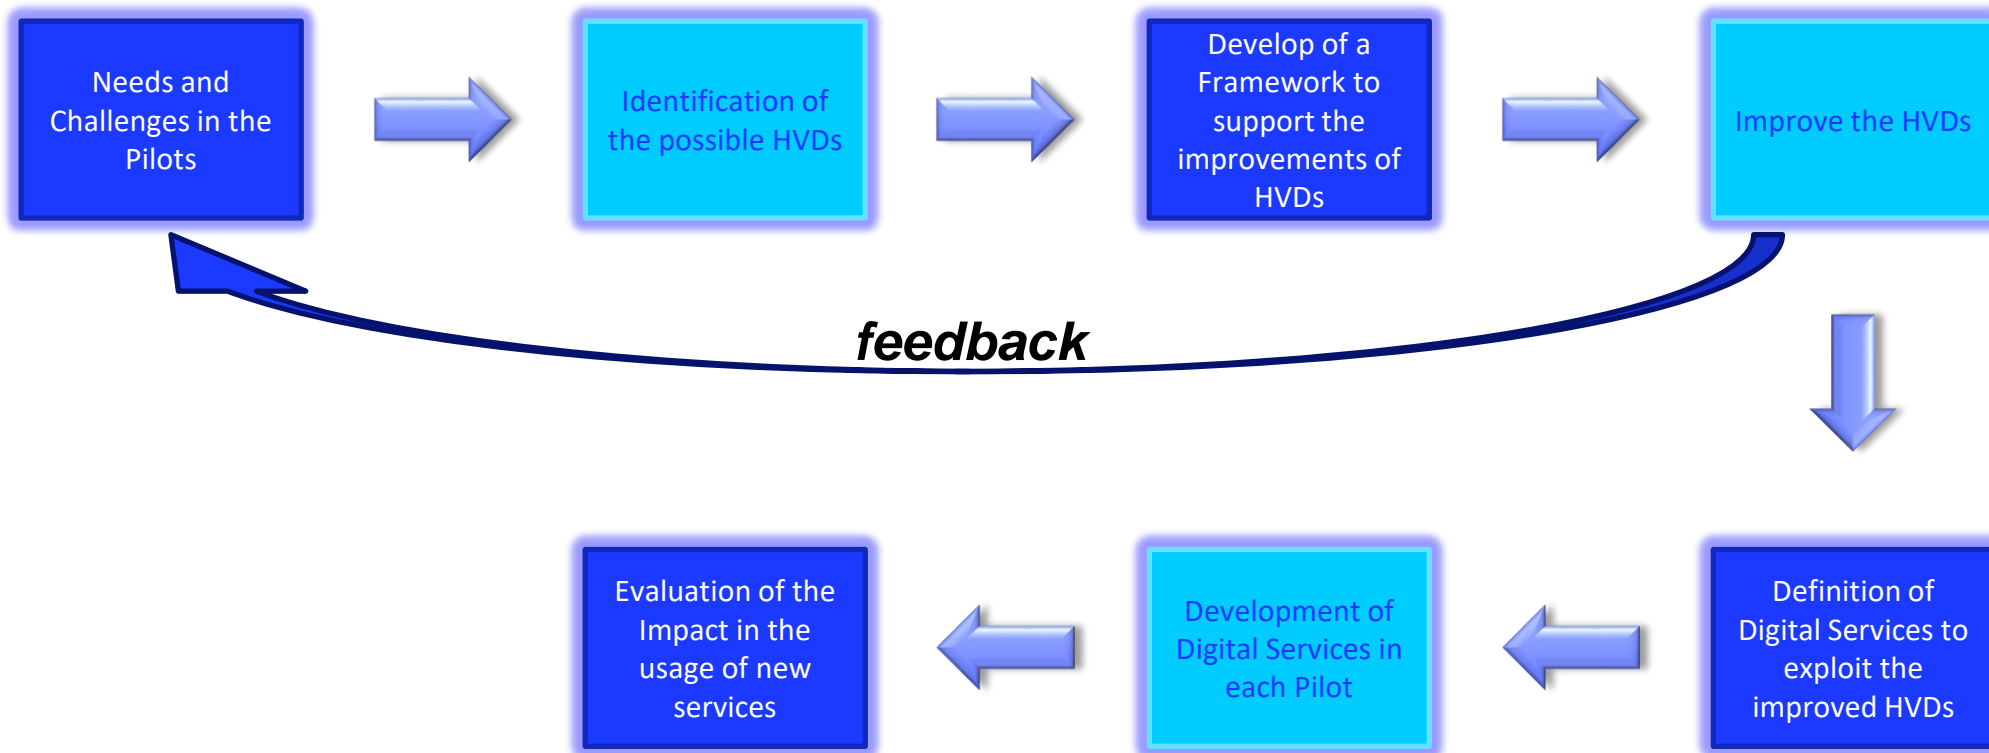 Needs and
Challenges in the
Pilots
Identification of
the possible HVDs
Develop of a
Framework to
support the
improvements of
HVDs
Improve the HVDs
feedback
Definition of
Digital Services to
exploit the
improved HVDs
Development of
Digital Services in
each Pilot
Evaluation of the
Impact in the
usage of new
services